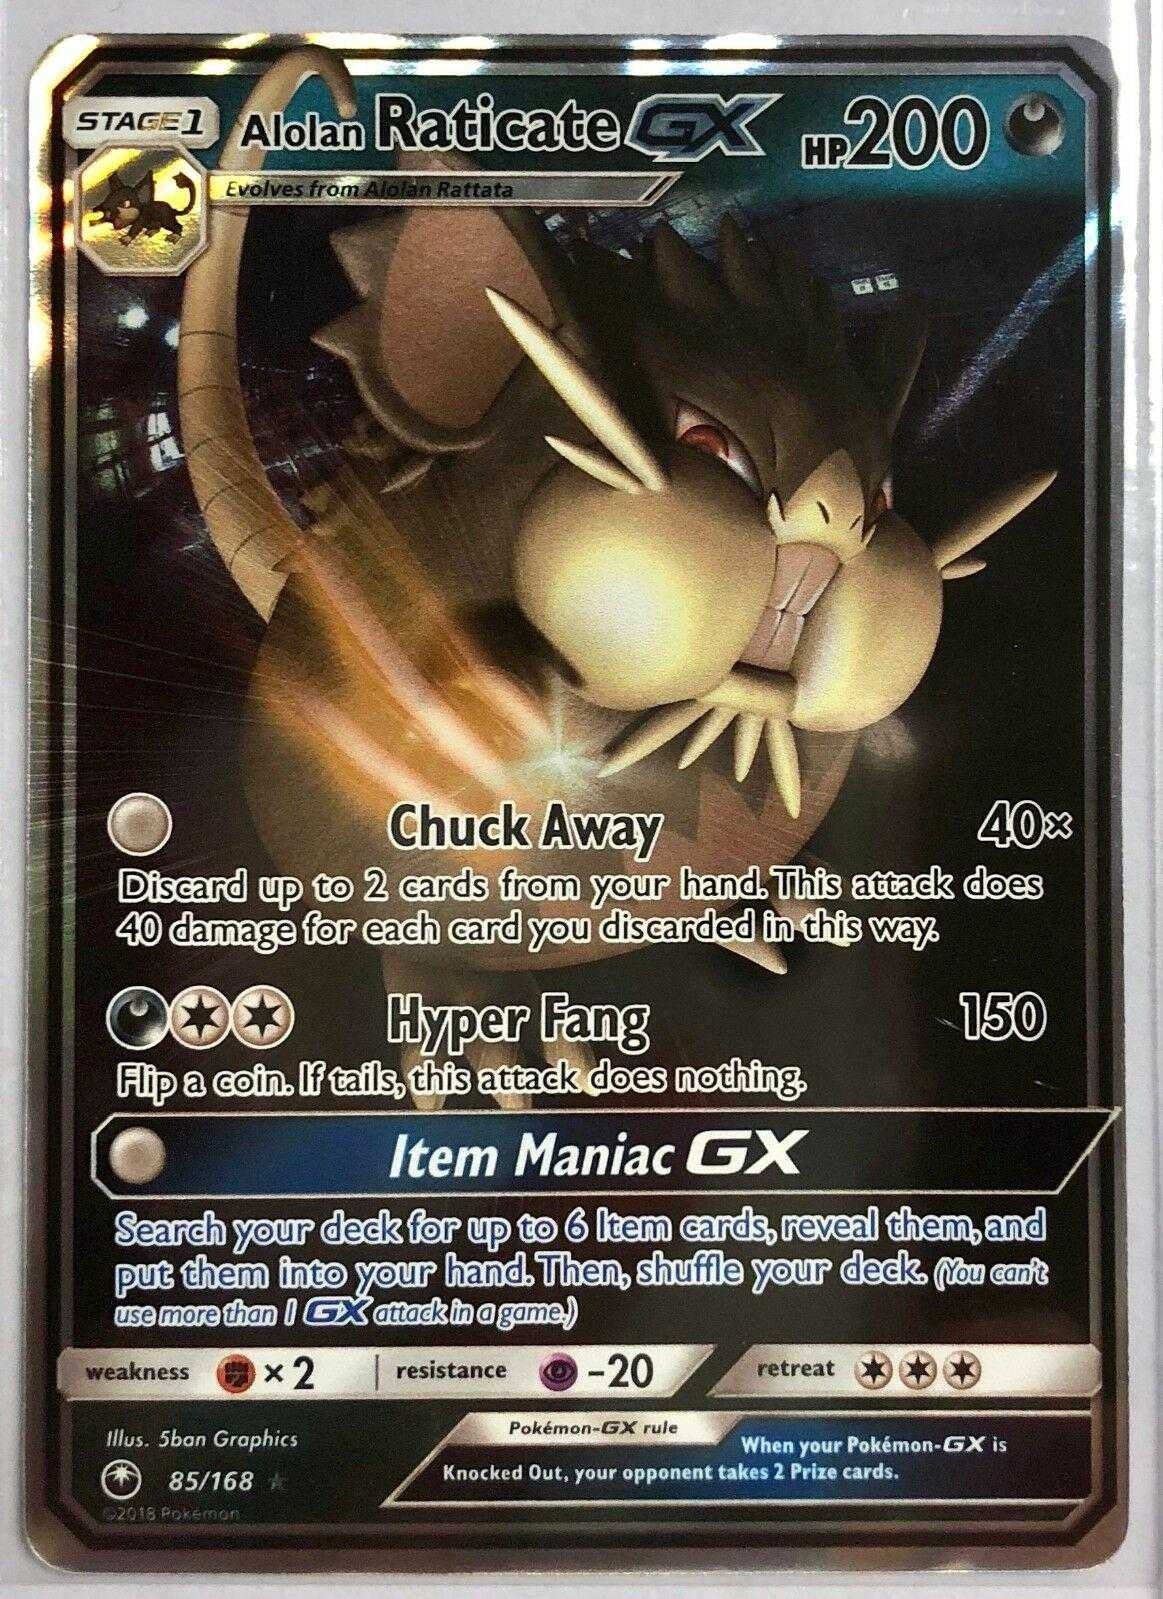 STAGE 1 Alolan Raticate GX HP 200
Evolves from Alolan Rattata
Chuck Away 40×
Discard up to 2 cards from your hand. This attack does
40 damage for each card you discarded in this way.
Hyper Fang 150
Flip a coin. If tails, this attack does nothing.
Item Maniac GX
Search your deck for up to 6 Item cards, reveal them, and
put them into your hand. Then, shuffle your deck. (You can't
use more than 1 GX attack in a game.)
weakness × 2 resistance -20 retreat
Illus. 5ban Graphics
85/168
©2018 Pokémon
Pokémon-GX rule
When your Pokémon-GX is
Knocked Out, your opponent takes 2 Prize cards.